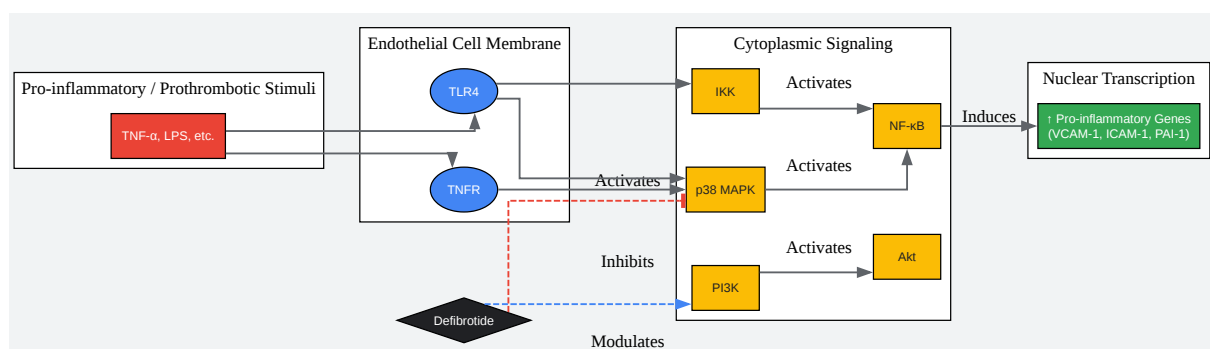 Pro-inflammatory / Prothrombotic Stimuli
TNF-α, LPS, etc.
Endothelial Cell Membrane
TLR4
TNFR
Defibrotide
Activates
Inhibits
Modulates
Cytoplasmic Signaling
IKK
Activates
NF-κB
p38 MAPK
Activates
PI3K
Activates
Akt
Induces
Nuclear Transcription
↑ Pro-inflammatory Genes
(VCAM-1, ICAM-1, PAI-1)